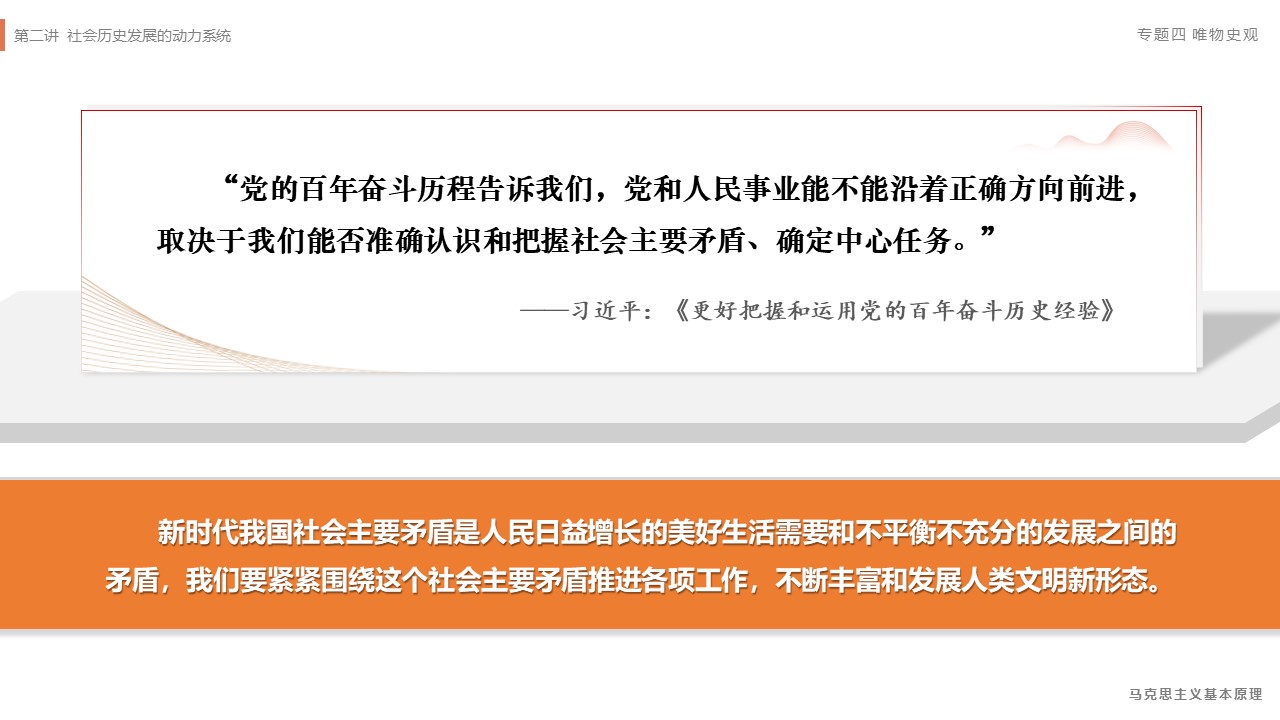 第二讲 社会历史发展的动力系统
专题四 唯物史观
“党的百年奋斗历程告诉我们，党和人民事业能不能沿着正确方向前进，
取决于我们能否准确认识和把握社会主要矛盾、确定中心任务。”
——习近平：《更好把握和运用党的百年奋斗历史经验》
新时代我国社会主要矛盾是人民日益增长的美好生活需要和不平衡不充分的发展之间的
矛盾，我们要紧紧围绕这个社会主要矛盾推进各项工作，不断丰富和发展人类文明新形态。
马克思主义基本原理